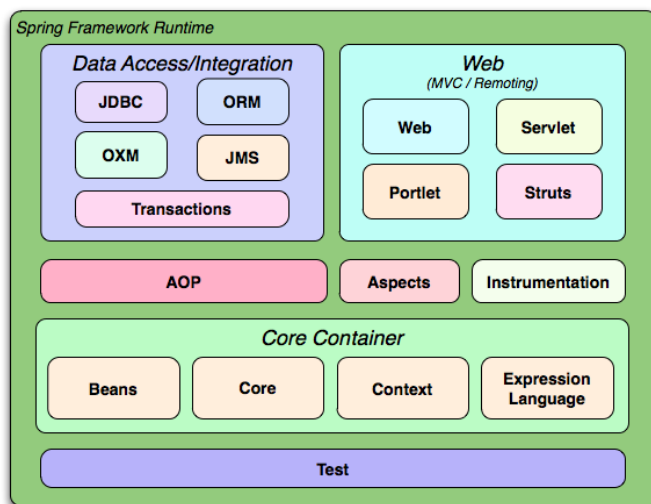 Spring Framework Runtime
Data Access/Integration
JDBC
ORM
OXM
JMS
Transactions
Web
(MVC / Remoting)
Web
Servlet
Portlet
Struts
AOP
Aspects
Instrumentation
Core Container
Beans
Core
Context
Expression
Language
Test